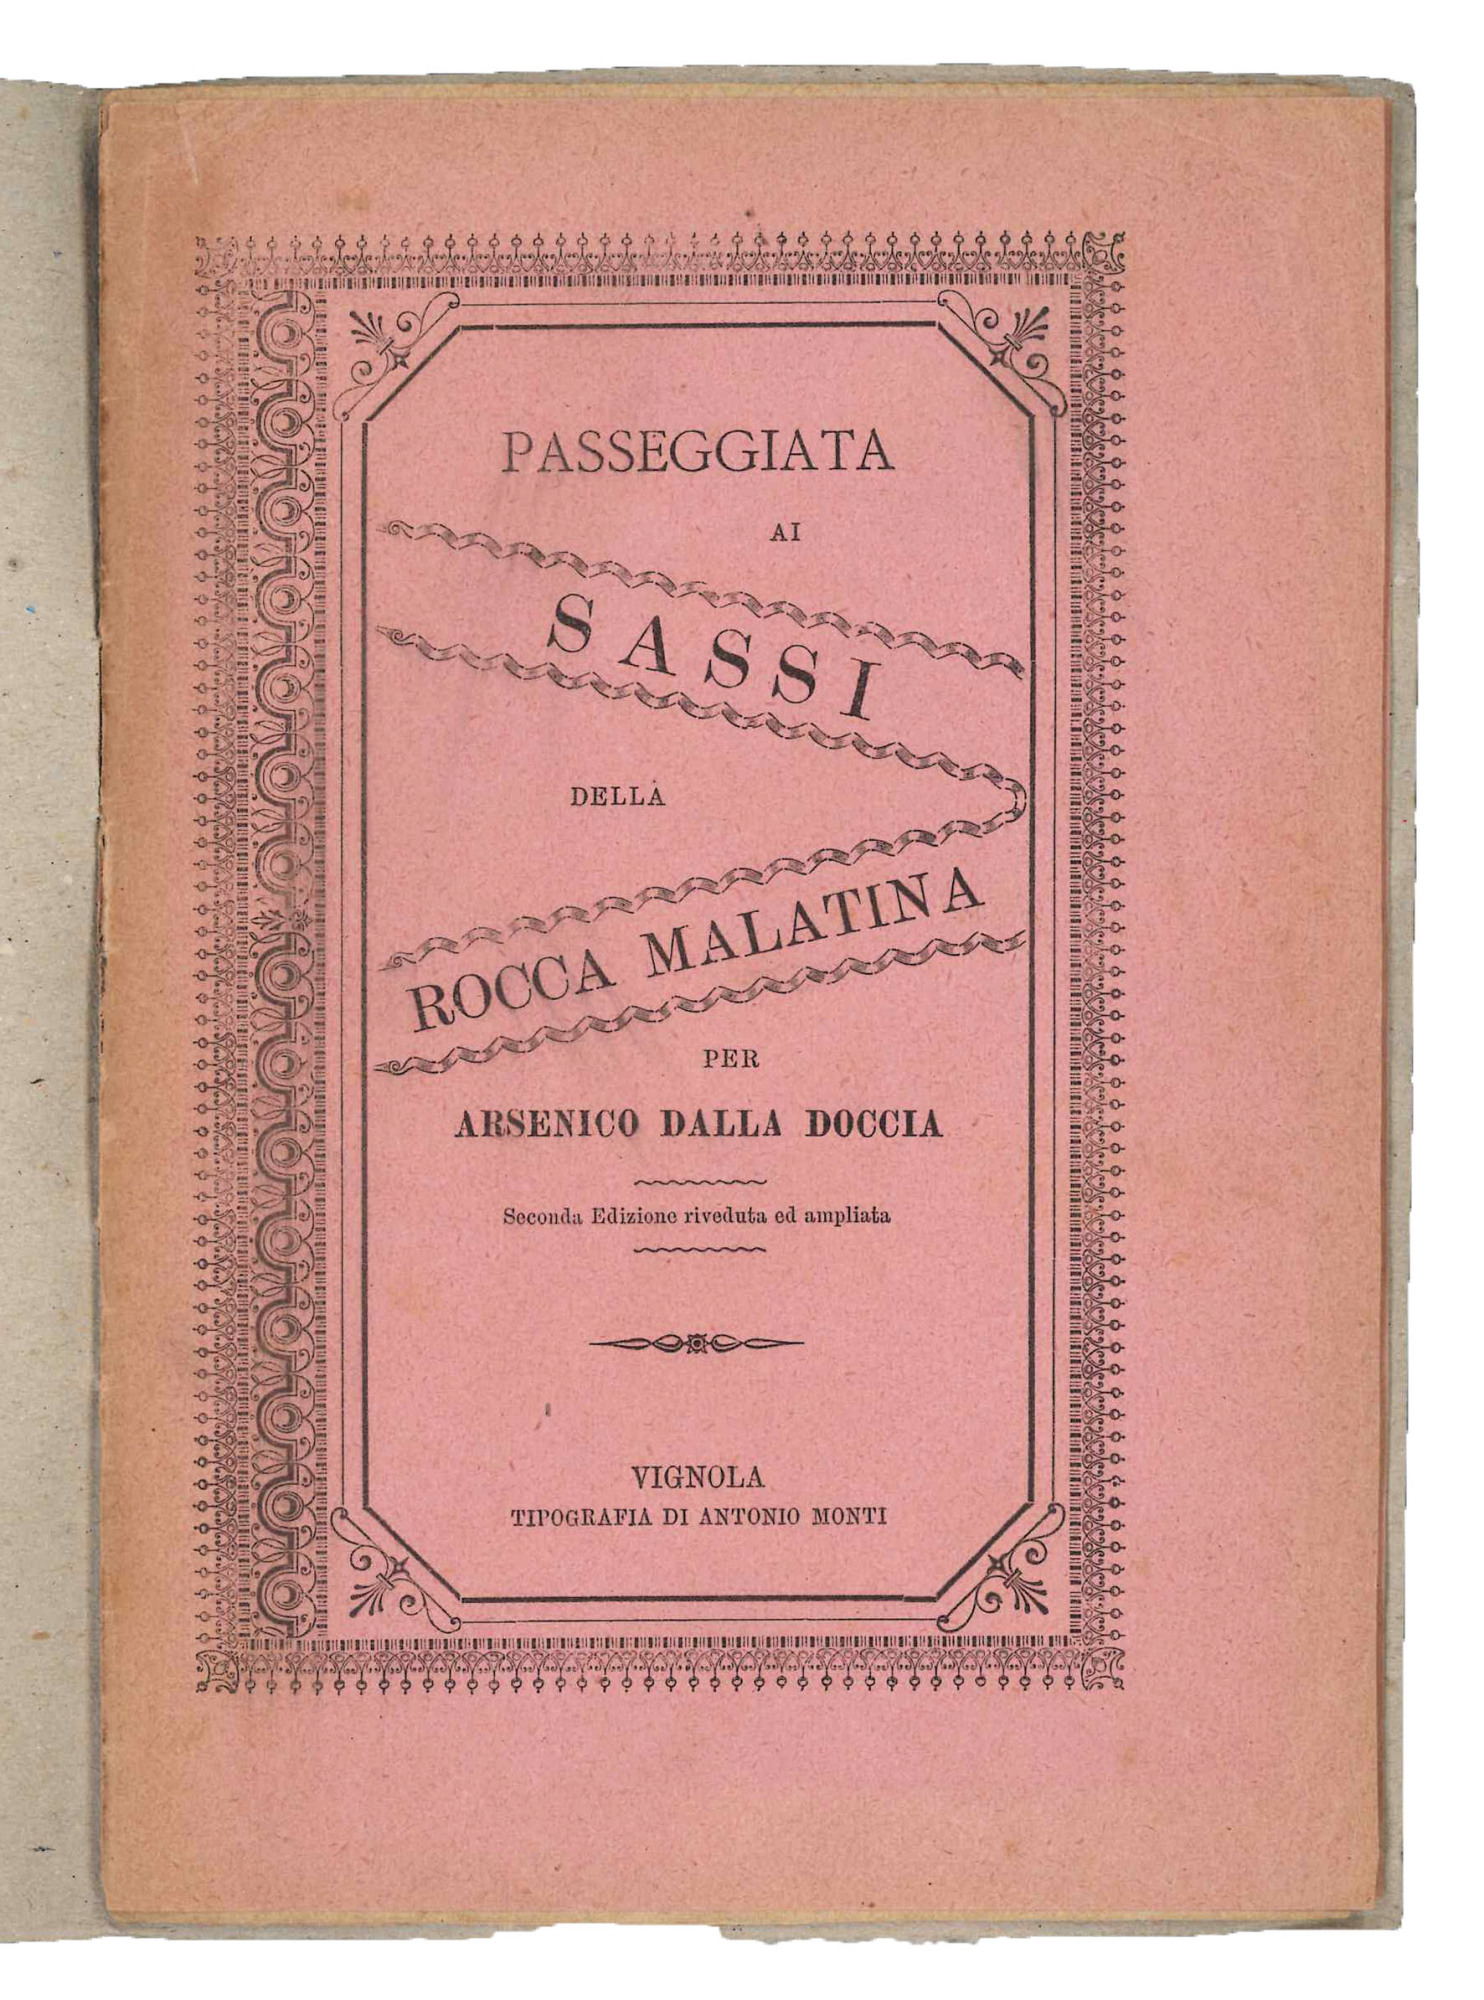 PASSEGGIATA
AI
SASSI
DELLA
ROCCA MALATINA
PER
ARSENICO DALLA DOCCIA
Seconda Edizione riveduta ed ampliata
VIGNOLA
TIPOGRAFIA DI ANTONIO MONTI